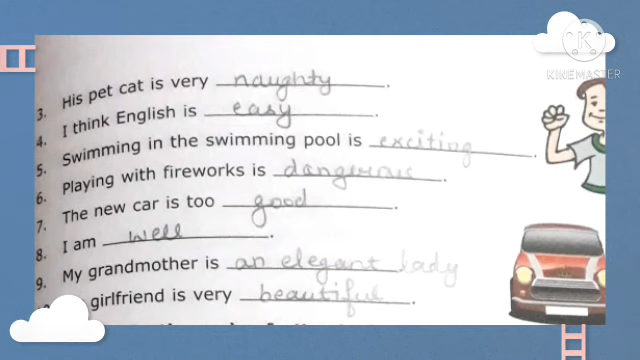 KINEMASTER
3. His pet cat is very naughty.
4. I think English is easy.
5. Swimming in the swimming pool is exciting.
6. Playing with fireworks is dangerous.
7. The new car is too good.
8. I am well.
9. My grandmother is an elegant lady
girlfriend is very beautiful.